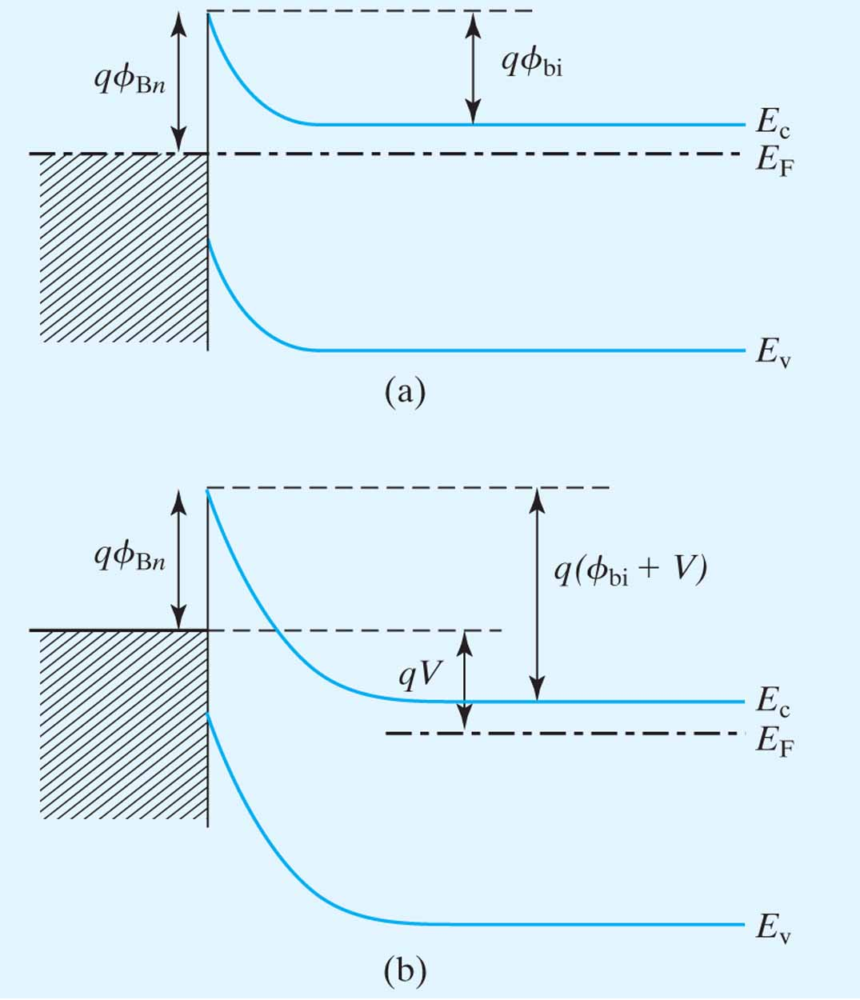 qϕBn
qϕbi
Ec
EF
Ev
(a)
qϕBn
q(ϕbi + V)
qV
Ec
EF
Ev
(b)